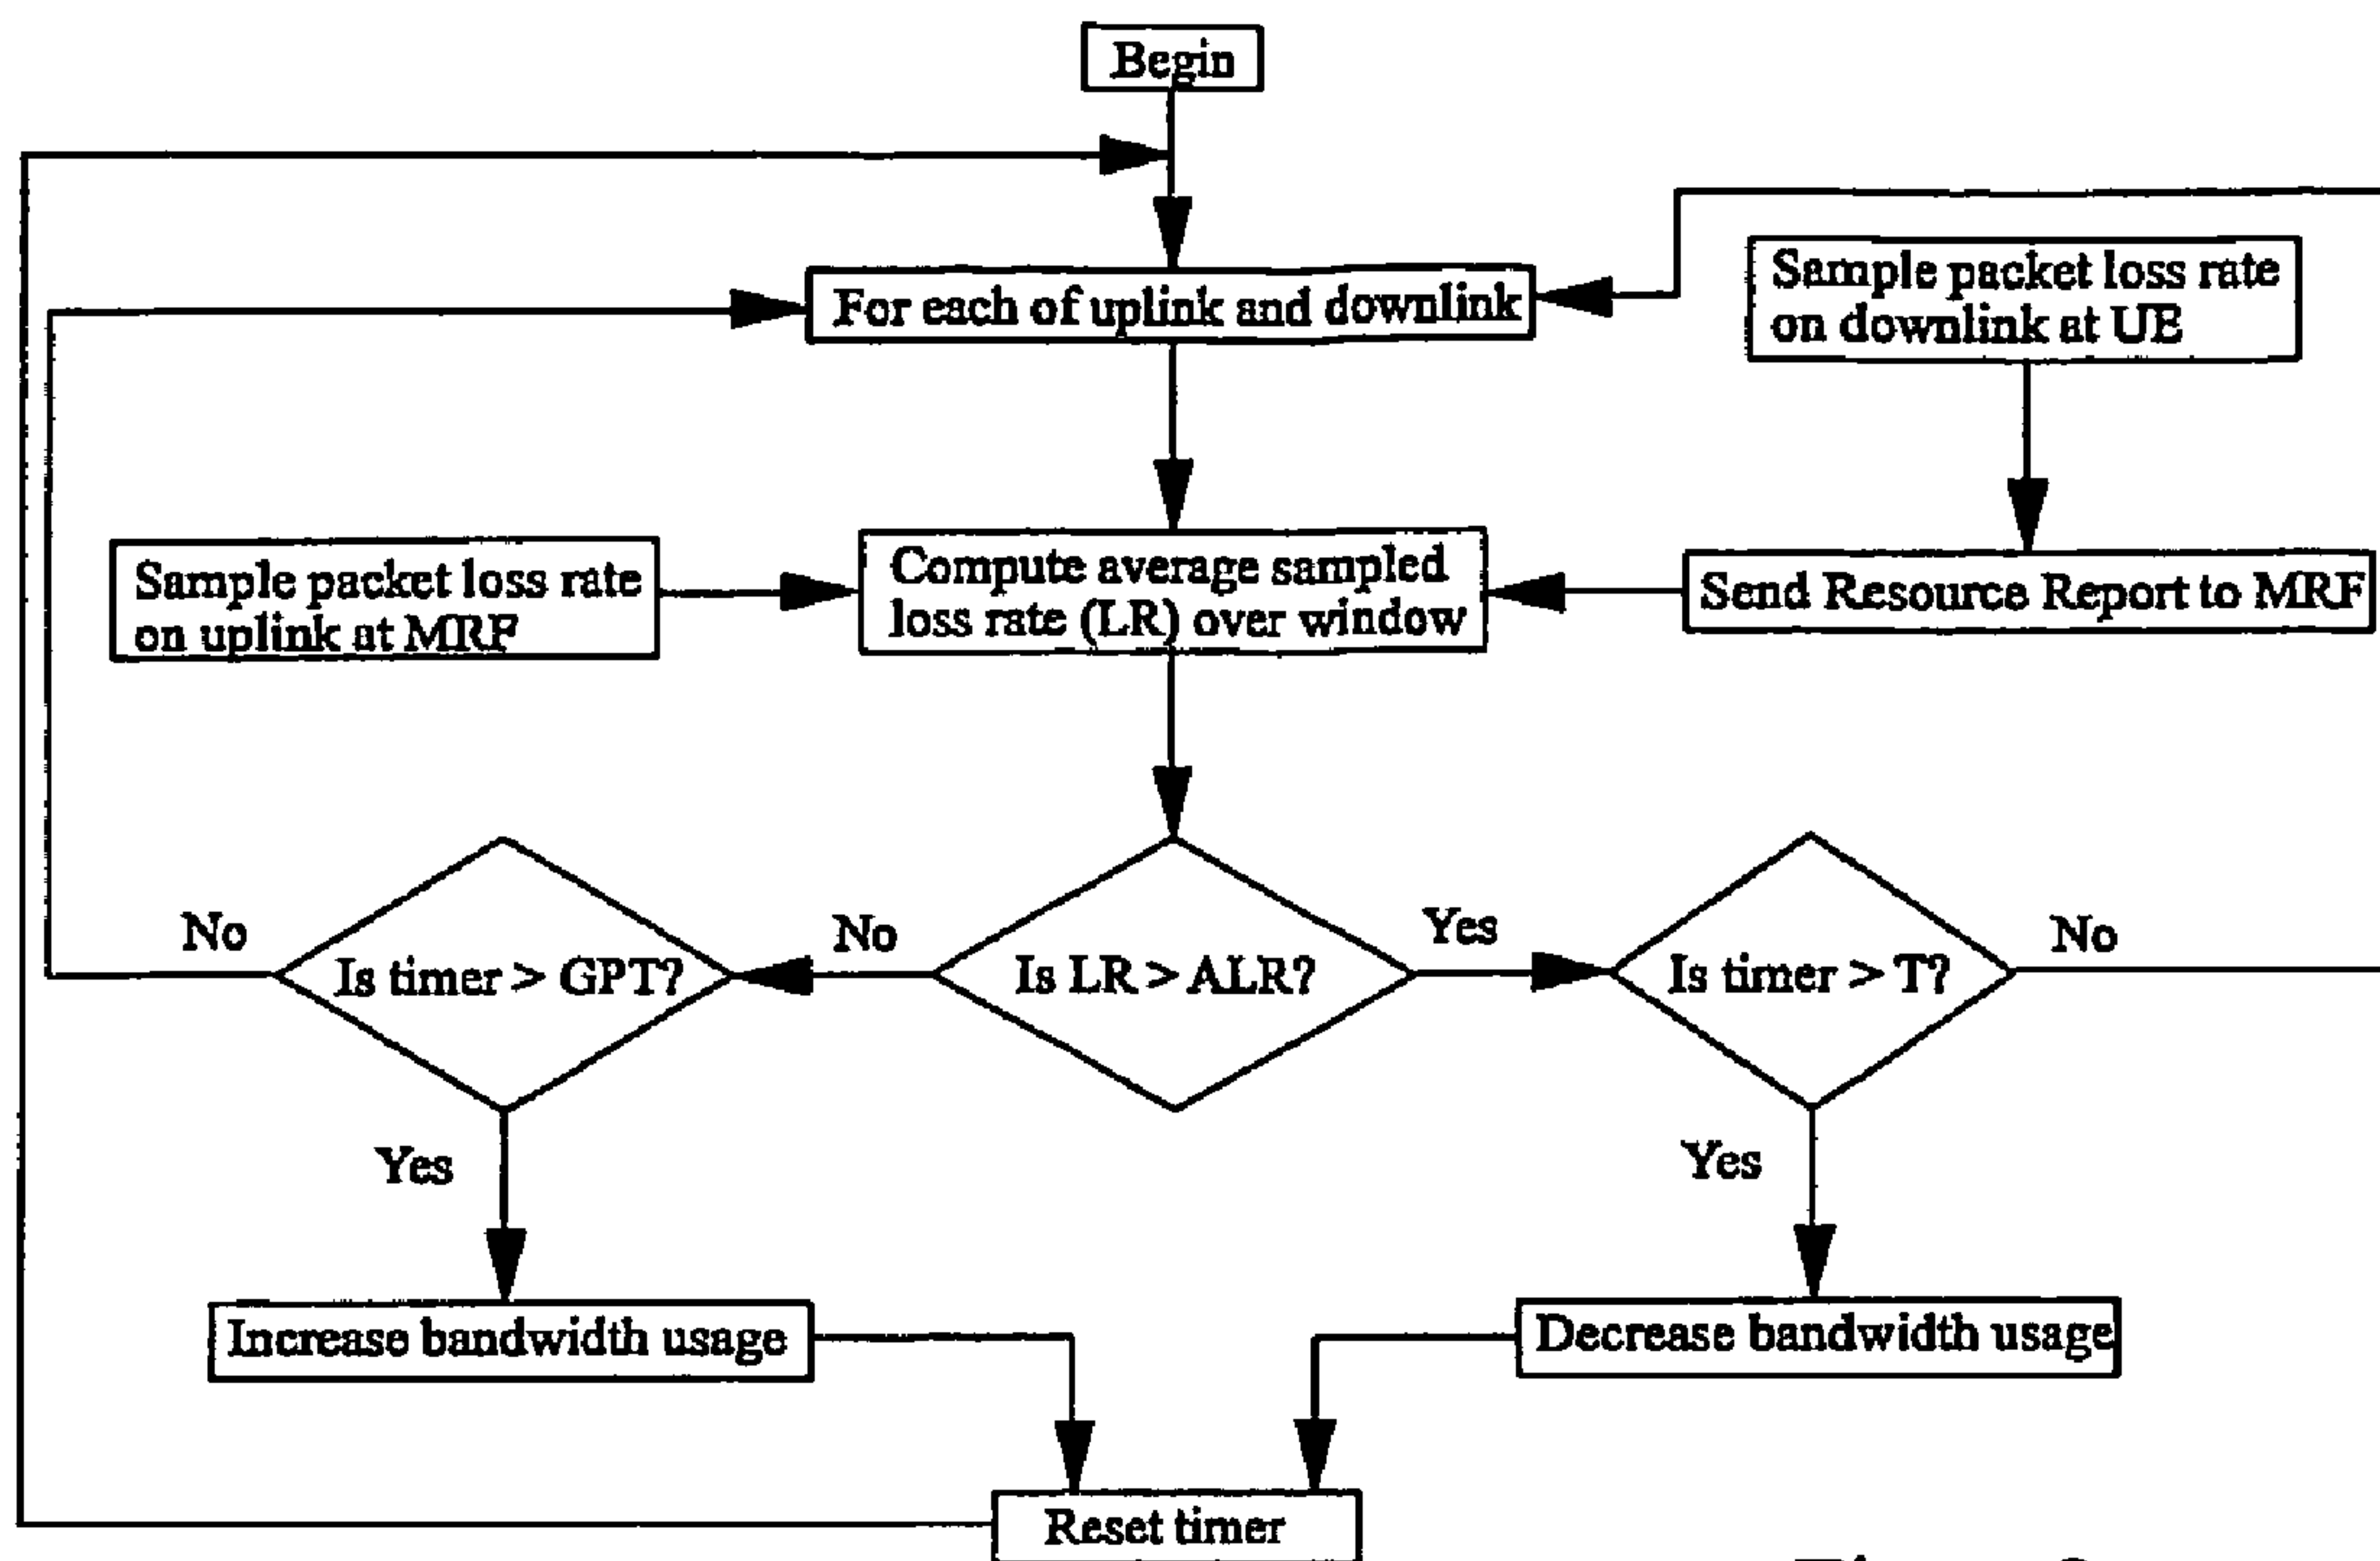 Begin
For each of uplink and downlink
Sample packet loss rate
on downlink at UE
Sample packet loss rate
on uplink at MRF
Compute average sampled
loss rate (LR) over window
Send Resource Report to MRF
No
Is timer > GPT?
No
Is LR > ALR?
Yes
Is timer > T?
No
Yes
Yes
Increase bandwidth usage
Decrease bandwidth usage
Reset timer